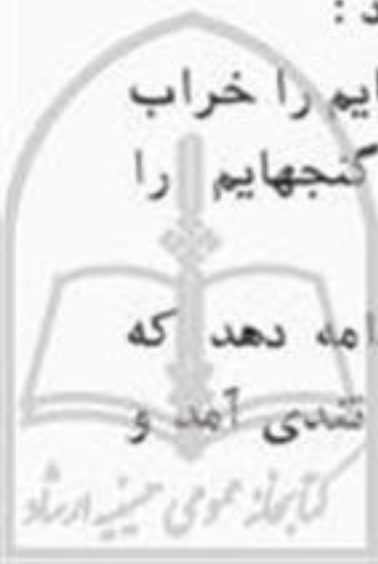 د :
ایم را خراب
گنجهایم را
امه دهد که
تندی آمد و
کتابخانه عمومی حسینیه ارشاد